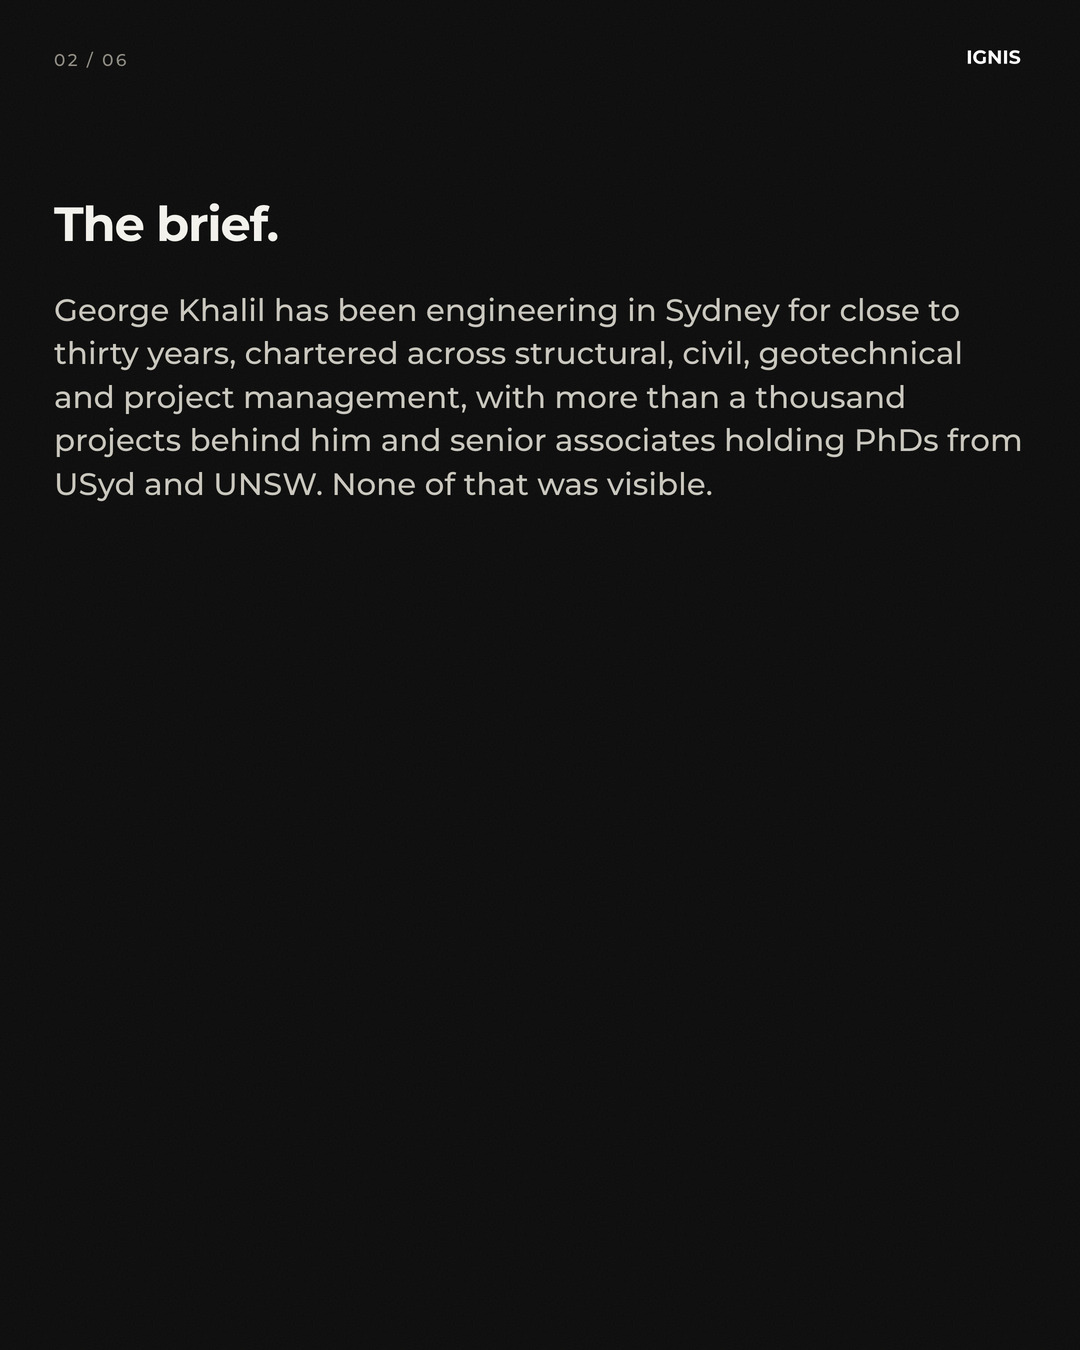 02 / 06
IGNIS
The brief.
George Khalil has been engineering in Sydney for close to
thirty years, chartered across structural, civil, geotechnical
and project management, with more than a thousand
projects behind him and senior associates holding PhDs from
USyd and UNSW. None of that was visible.